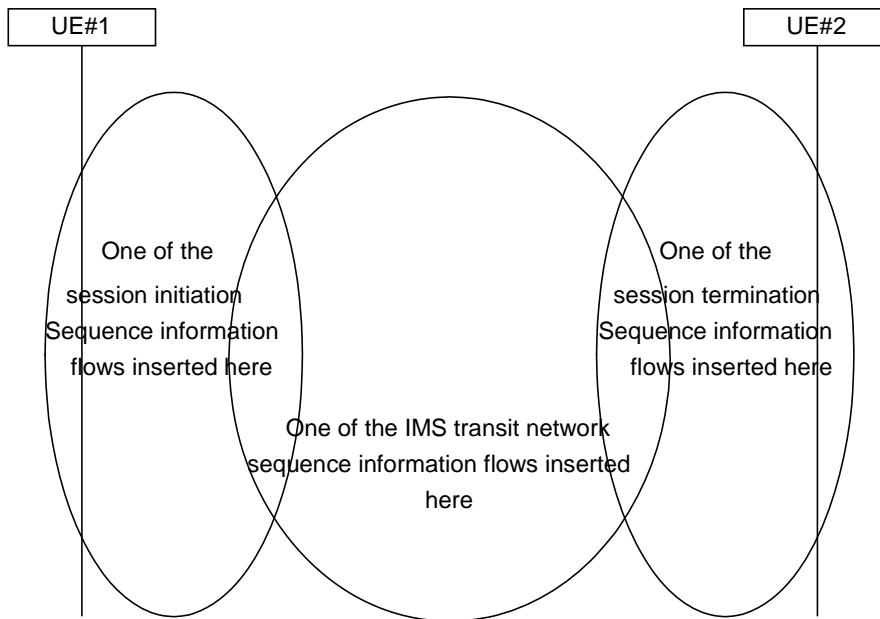 UE#1
UE#2
One of the
session initiation
Sequence information
flows inserted here
One of the
session termination
Sequence information
flows inserted here
One of the IMS transit network
sequence information flows inserted
here